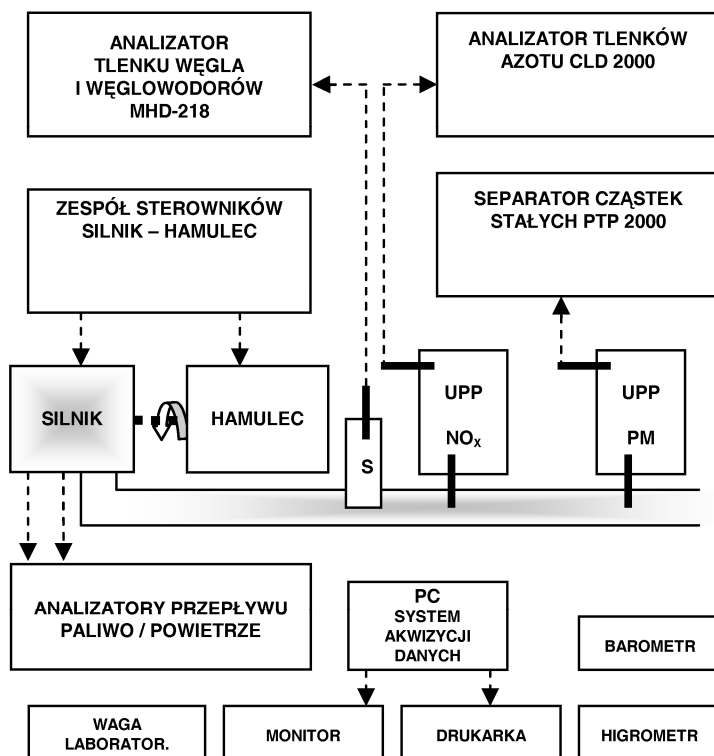 ANALIZATOR
TLENKU WĘGLA
I WĘGLOWODORÓW
MHD-218
ANALIZATOR TLENKÓW
AZOTU CLD 2000
ZESPÓŁ STEROWNIKÓW
SILNIK – HAMULEC
SEPARATOR CZĄSTEK
STAŁYCH PTP 2000
SILNIK
HAMULEC
S
UPP
NOx
UPP
PM
ANALIZATORY PRZEPŁYWU
PALIWO / POWIETRZE
PC
SYSTEM
AKWIZYCJI
DANYCH
BAROMETR
WAGA
LABORATOR.
MONITOR
DRUKARKA
HIGROMETR